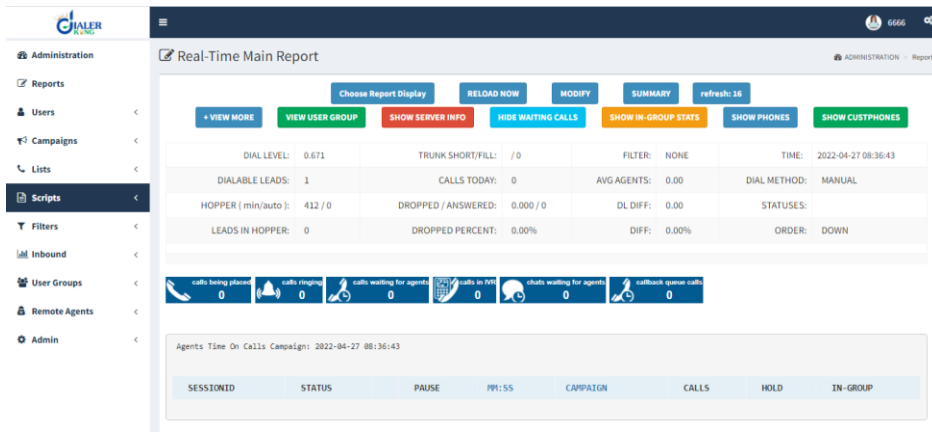 DIALER
KING
6666
Administration
Reports
Users
Campaigns
Lists
Scripts
Filters
Inbound
User Groups
Remote Agents
Admin
Real-Time Main Report
ADMINISTRATION > Report
Choose Report Display RELOAD NOW MODIFY SUMMARY refresh: 16
+ VIEW MORE VIEW USER GROUP SHOW SERVER INFO HIDE WAITING CALLS SHOW IN-GROUP STATS SHOW PHONES SHOW CUSTPHONES
DIAL LEVEL: 0.671 TRUNK SHORT/FILL: / 0 FILTER: NONE TIME: 2022-04-27 08:36:43
DIALABLE LEADS: 1 CALLS TODAY: 0 AVG AGENTS: 0.00 DIAL METHOD: MANUAL
HOPPER ( min/auto ): 412 / 0 DROPPED / ANSWERED: 0.000 / 0 DL DIFF: 0.00 STATUSES:
LEADS IN HOPPER: 0 DROPPED PERCENT: 0.00% DIFF: 0.00% ORDER: DOWN
calls being placed 0 calls ringing 0 calls waiting for agents 0 calls in IVR 0 chats waiting for agents 0 callback queue calls 0
Agents Time On Calls Campaign: 2022-04-27 08:36:43
SESSIONID STATUS PAUSE MM:SS CAMPAIGN CALLS HOLD IN-GROUP